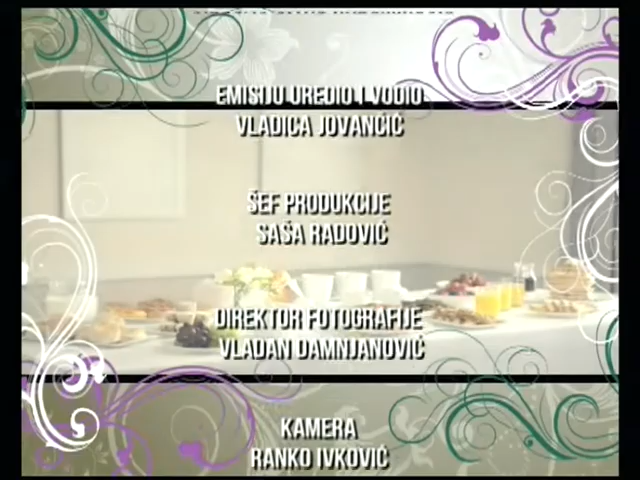 EMISIJU UREDIO I VODIO
VLADICA JOVANČIĆ
ŠEF PRODUKCIJE
SAŠA RADOVIĆ
DIREKTOR FOTOGRAFIJE
VLADAN DAMNJANOVIĆ
KAMERA
RANKO IVKOVIĆ